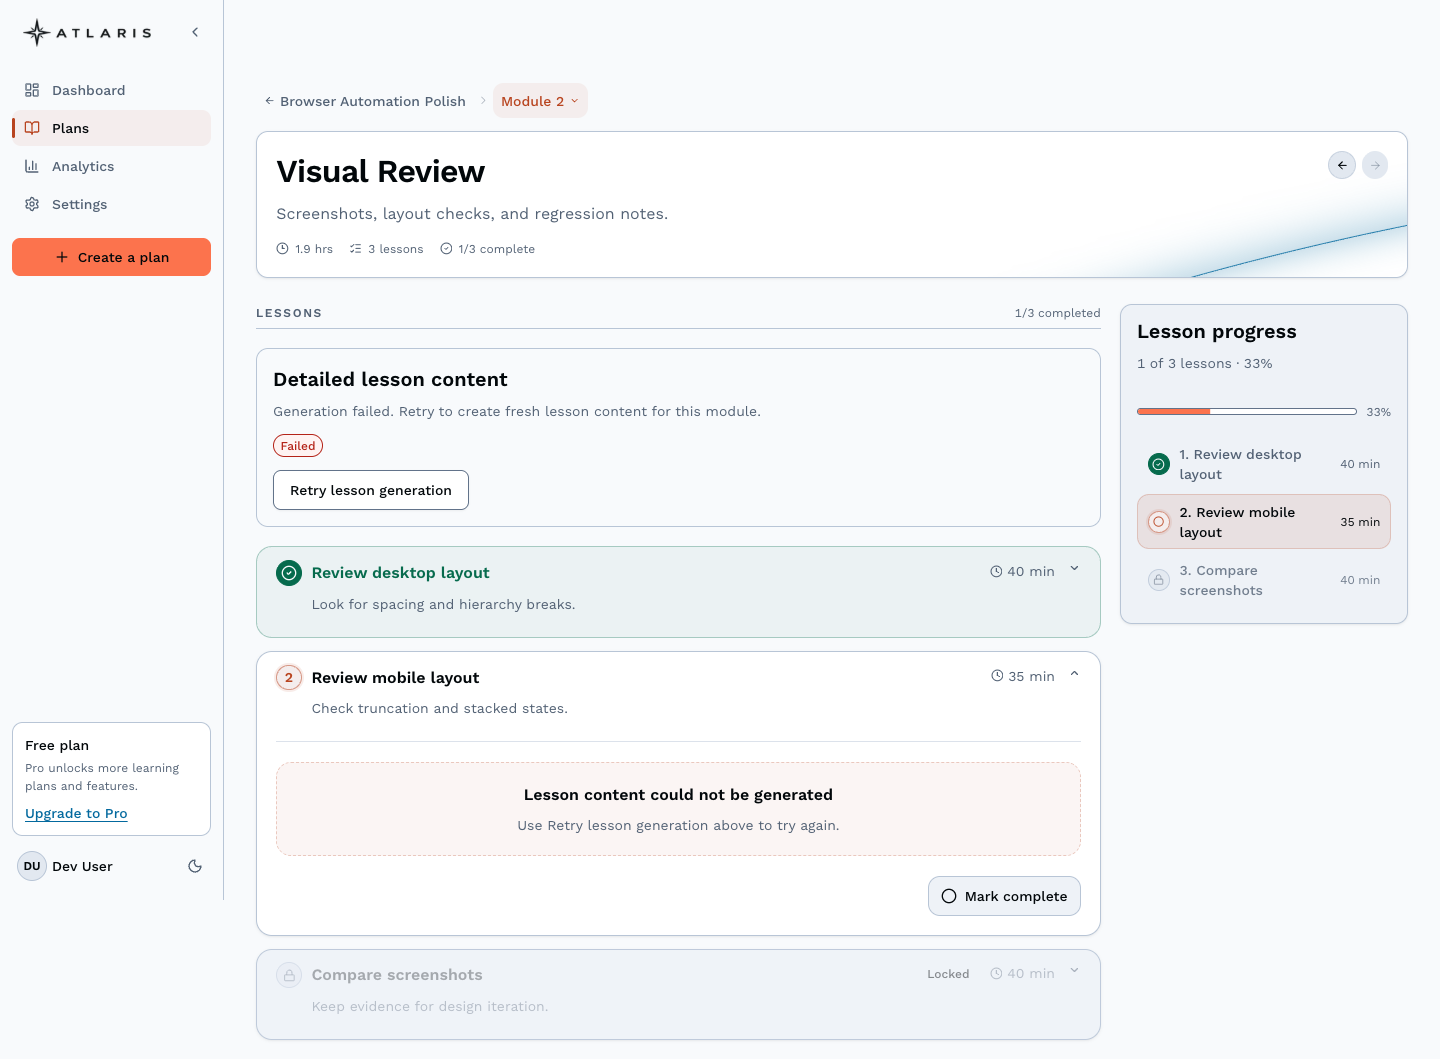 ATLARIS
Dashboard
Plans
Analytics
Settings
Create a plan
Free plan
Pro unlocks more learning
plans and features.
Upgrade to Pro
DU
Dev User
Browser Automation Polish
Module 2
Visual Review
Screenshots, layout checks, and regression notes.
1.9 hrs
3 lessons
1/3 complete
LESSONS
1/3 completed
Detailed lesson content
Generation failed. Retry to create fresh lesson content for this module.
Failed
Retry lesson generation
Review desktop layout
40 min
Look for spacing and hierarchy breaks.
2
Review mobile layout
35 min
Check truncation and stacked states.
Lesson content could not be generated
Use Retry lesson generation above to try again.
Mark complete
Compare screenshots
Locked
40 min
Keep evidence for design iteration.
Lesson progress
1 of 3 lessons · 33%
33%
1. Review desktop
layout
40 min
2. Review mobile
layout
35 min
3. Compare
screenshots
40 min